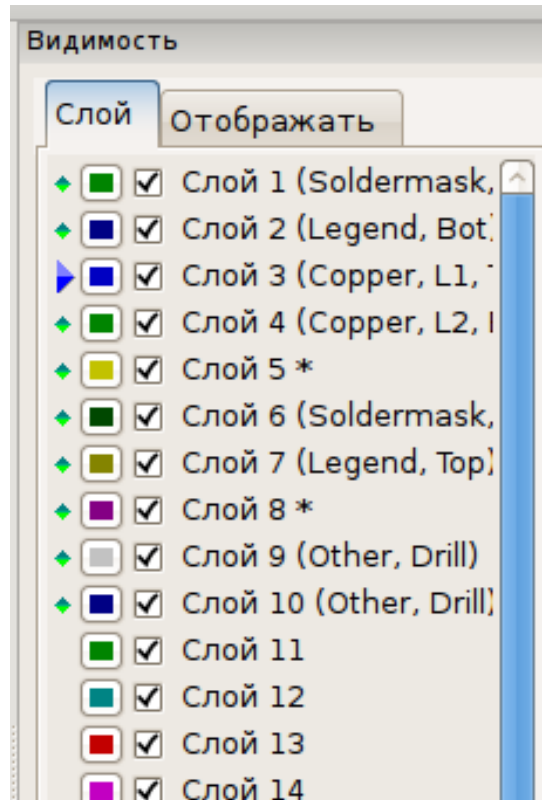 Видимость
Слой
Отображать
Слой 1 (Soldermask,
Слой 2 (Legend, Bot)
Слой 3 (Copper, L1,
Слой 4 (Copper, L2,
Слой 5 *
Слой 6 (Soldermask,
Слой 7 (Legend, Top)
Слой 8 *
Слой 9 (Other, Drill)
Слой 10 (Other, Drill)
Слой 11
Слой 12
Слой 13
Слой 14